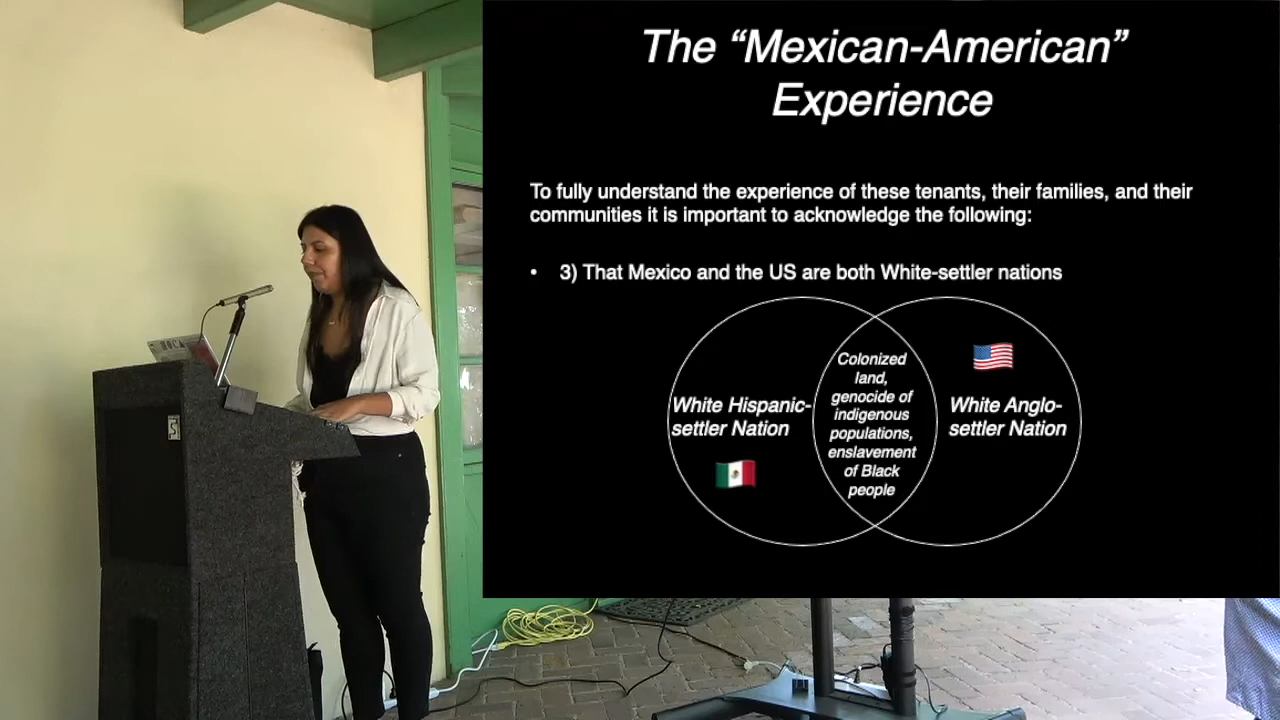 The “Mexican-American”
Experience
To fully understand the experience of these tenants, their families, and their
communities it is important to acknowledge the following:
• 3) That Mexico and the US are both White-settler nations
Colonized
land,
genocide of
indigenous
populations,
enslavement
of Black
people
White Hispanic-
settler Nation
White Anglo-
settler Nation